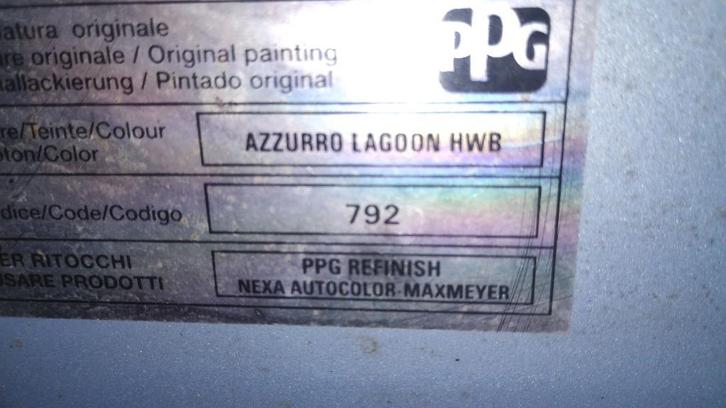 atura originale
re originale / Original painting
allackierung / Pintado original
PPG
re/Teinte/Colour
ton/Color
AZZURRO LAGOON HWB
dice/Code/Codigo
792
ER RITOCCHI
USARE PRODOTTI
PPG REFINISH
NEXA AUTOCOLOR-MAXMEYER